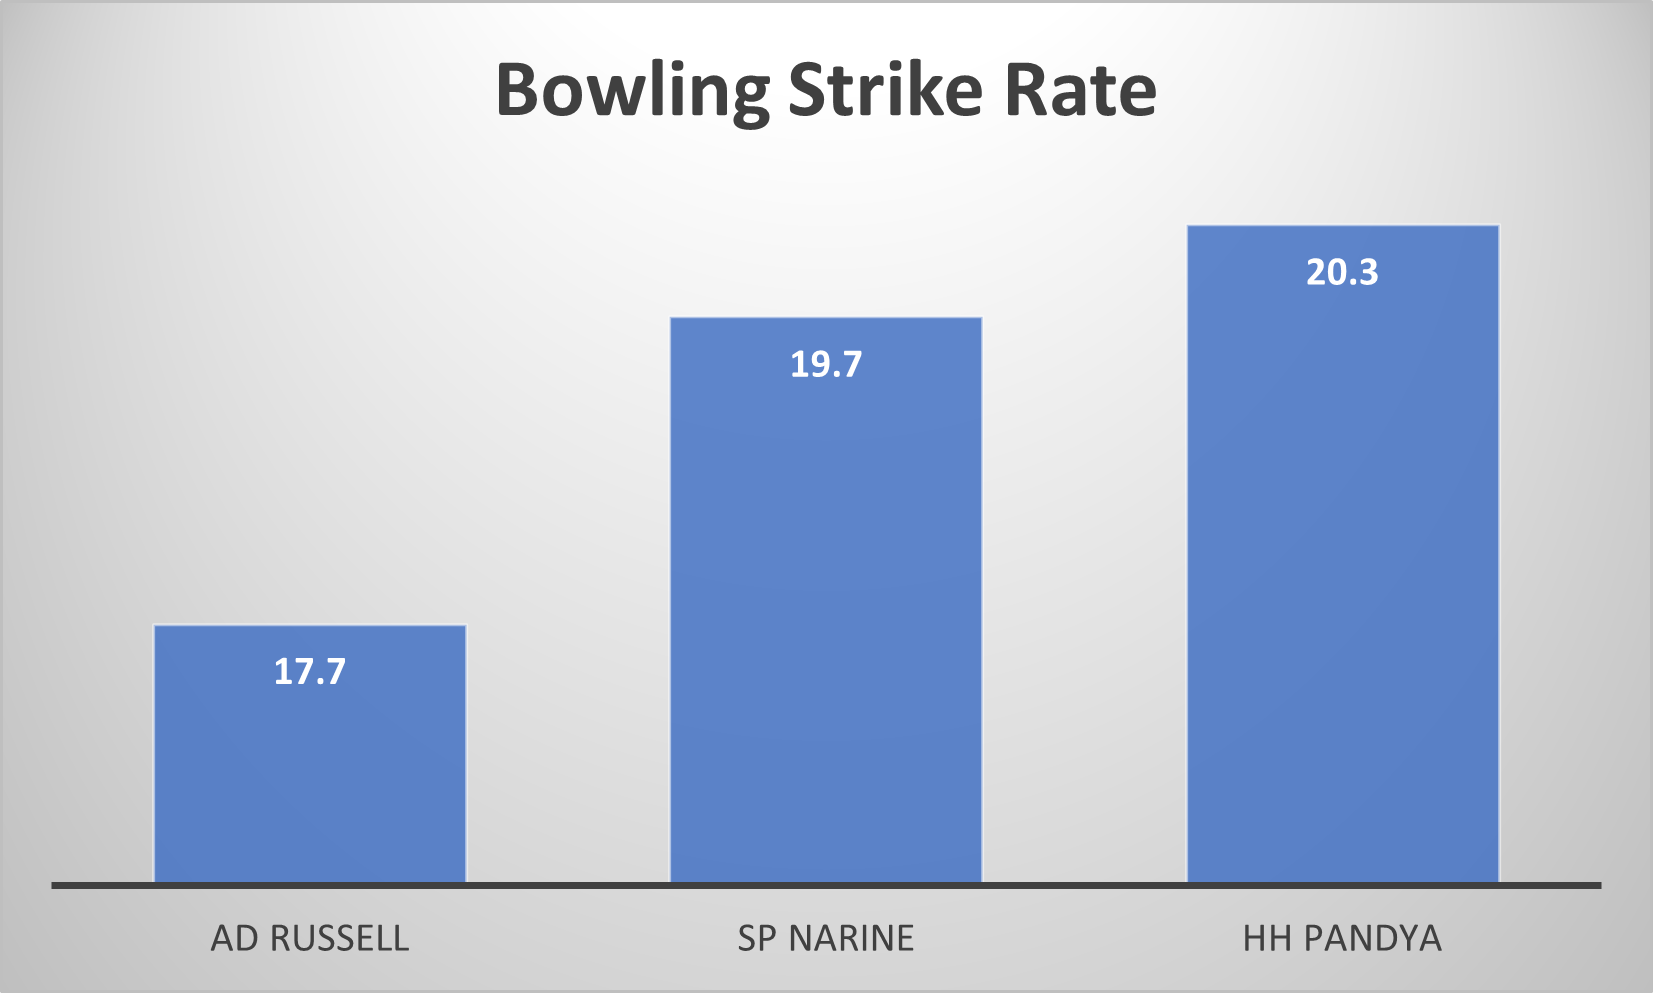 Bowling Strike Rate
20.3
19.7
17.7
AD RUSSELL SP NARINE HH PANDYA